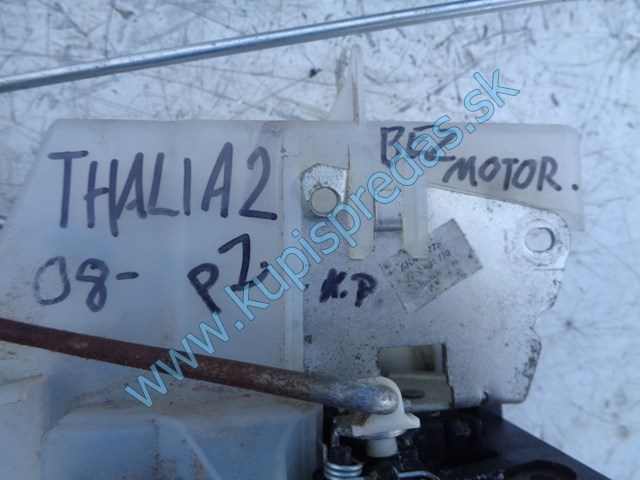 THALIA2
BEZ
MOTOR.
08- PZ. K.P
www.kupispredas.sk